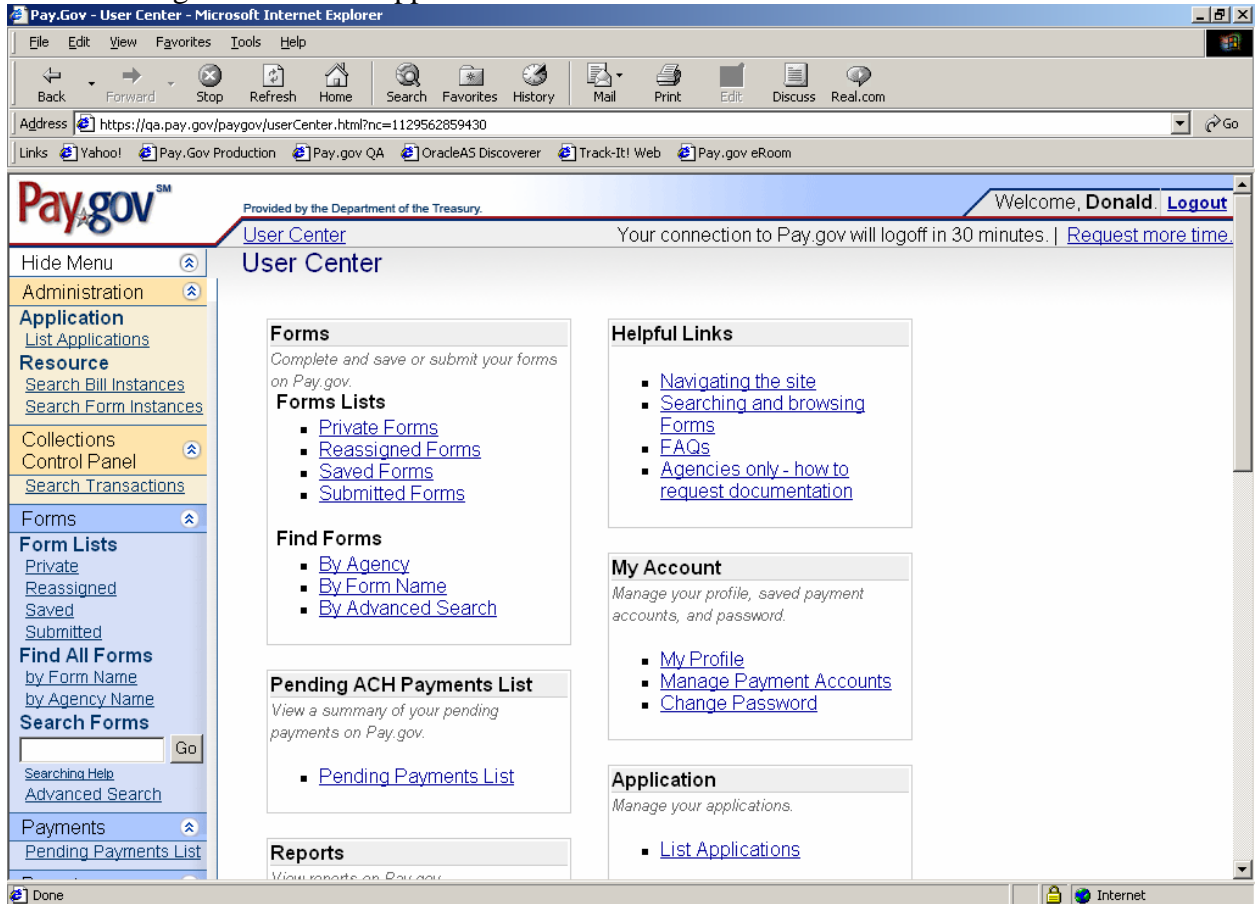 Pay.Gov - User Center - Microsoft Internet Explorer
File Edit View Favorites Tools Help
Back Forward Stop Refresh Home Search Favorites History Mail Print Edit Discuss Real.com
Address https://qa.pay.gov/paygov/userCenter.html?nc=1129562859430 Go
Links Yahoo! Pay.Gov Production Pay.gov QA OracleAS Discoverer Track-It! Web Pay.gov eRoom
Pay.gov SM
Provided by the Department of the Treasury.
Welcome, Donald. Logout
User Center
Your connection to Pay.gov will logoff in 30 minutes. | Request more time.
Hide Menu
Administration
Application
List Applications
Resource
Search Bill Instances
Search Form Instances
Collections
Control Panel
Search Transactions
Forms
Form Lists
Private
Reassigned
Saved
Submitted
Find All Forms
by Form Name
by Agency Name
Search Forms
Go
Searching Help
Advanced Search
Payments
Pending Payments List
User Center
Forms
Complete and save or submit your forms
on Pay.gov.
Forms Lists
Private Forms
Reassigned Forms
Saved Forms
Submitted Forms
Find Forms
By Agency
By Form Name
By Advanced Search
Pending ACH Payments List
View a summary of your pending
payments on Pay.gov.
Pending Payments List
Reports
View reports on Pay.gov
Helpful Links
Navigating the site
Searching and browsing
Forms
FAQs
Agencies only - how to
request documentation
My Account
Manage your profile, saved payment
accounts, and password.
My Profile
Manage Payment Accounts
Change Password
Application
Manage your applications.
List Applications
Done
Internet